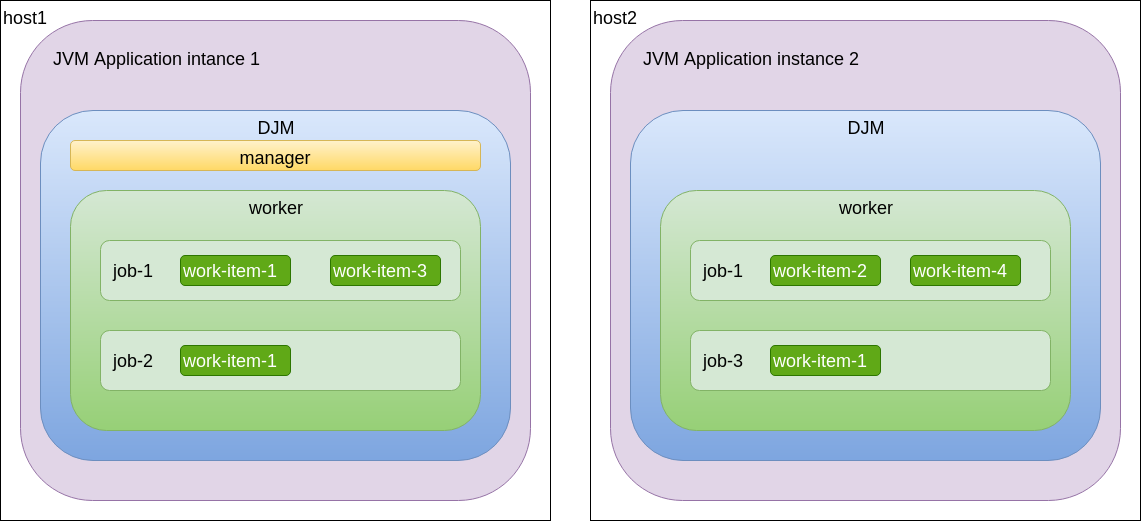 host1
JVM Application intance 1
DJM
manager
worker
job-1 work-item-1 work-item-3
job-2 work-item-1
host2
JVM Application instance 2
DJM
worker
job-1 work-item-2 work-item-4
job-3 work-item-1